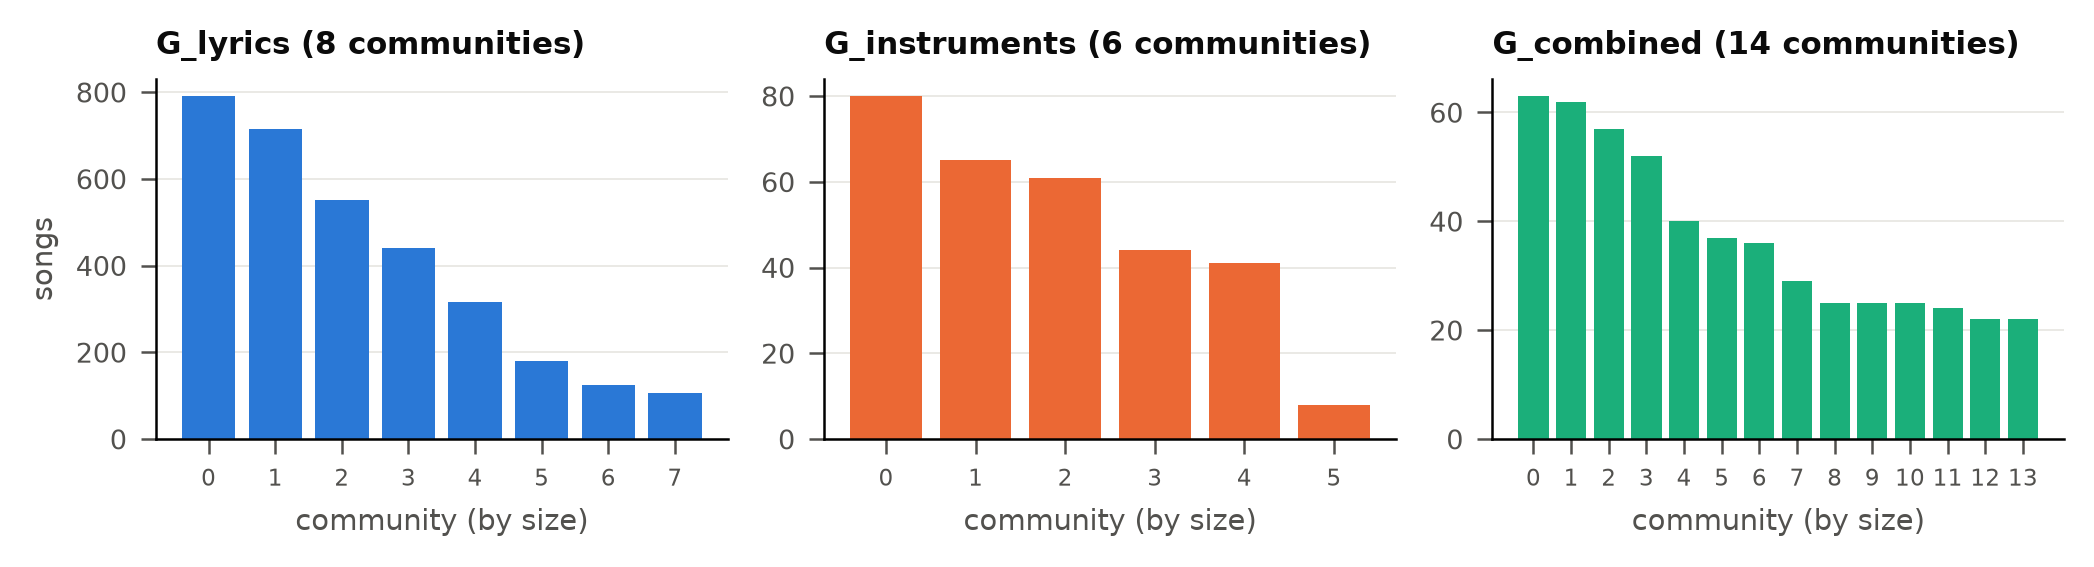 G_lyrics (8 communities)
songs
800
600
400
200
0
0 1 2 3 4 5 6 7
community (by size)
G_instruments (6 communities)
80
60
40
20
0
0 1 2 3 4 5
community (by size)
G_combined (14 communities)
60
40
20
0
0 1 2 3 4 5 6 7 8 9 10 11 12 13
community (by size)